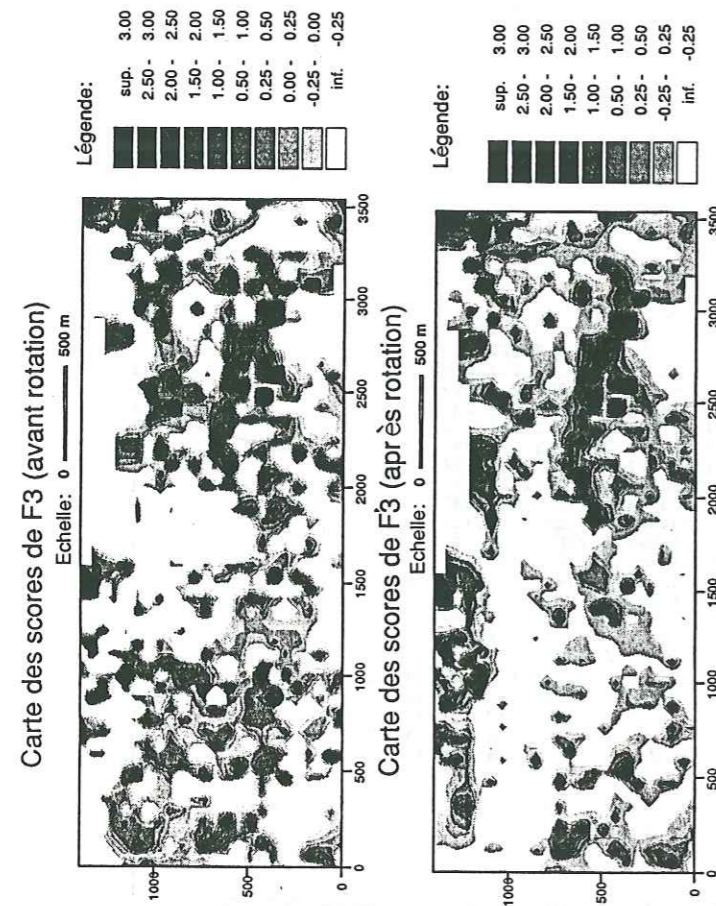 Carte des scores de F3 (avant rotation)
Echelle: 0 500 m
1000
500
0
0 500 1000 1500 2000 2500 3000 3500
Légende:
sup. 3.00
2.50 - 3.00
2.00 - 2.50
1.50 - 2.00
1.00 - 1.50
0.50 - 1.00
0.25 - 0.50
0.00 - 0.25
-0.25 - 0.00
inf. -0.25
Carte des scores de F3 (après rotation)
Echelle: 0 500 m
1000
500
0
0 500 1000 1500 2000 2500 3000 3500
Légende:
sup. 3.00
2.50 - 3.00
2.00 - 2.50
1.50 - 2.00
1.00 - 1.50
0.50 - 1.00
0.25 - 0.50
-0.25 - 0.25
inf. -0.25